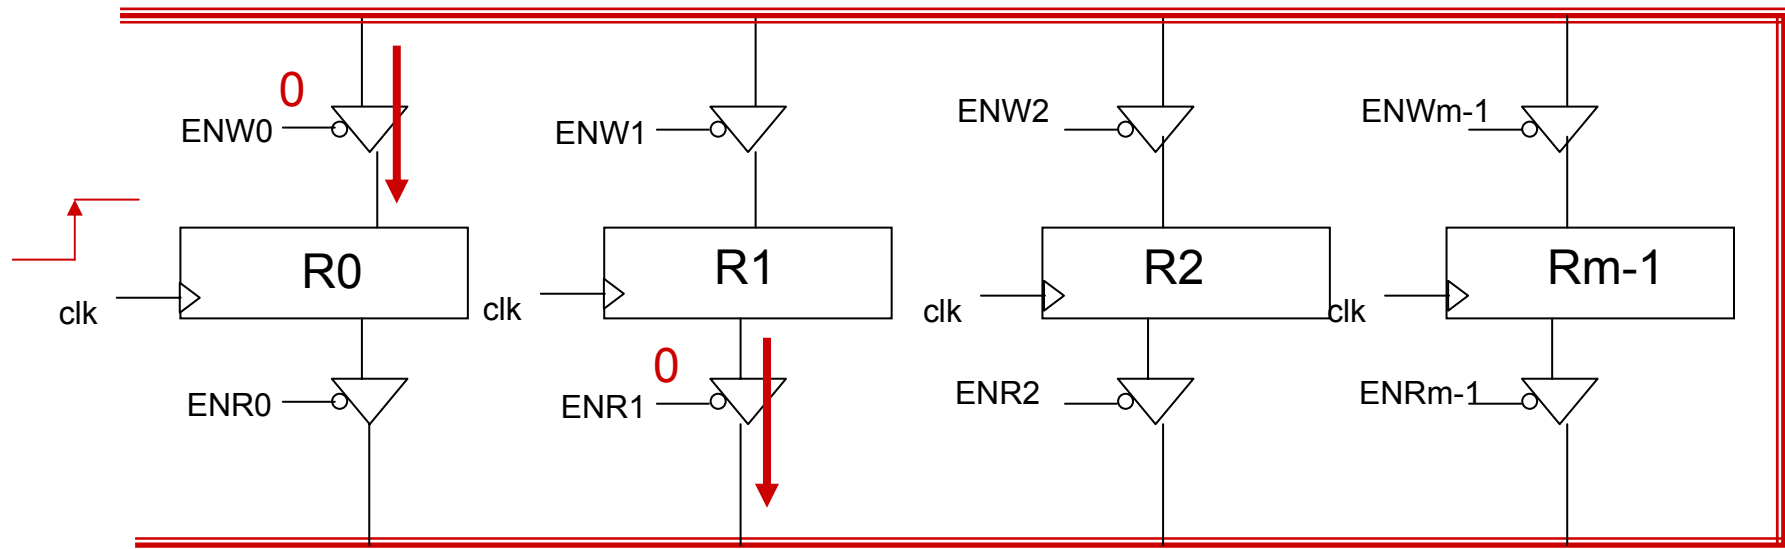 0
ENW0
ENW1
ENW2
ENWm-1
R0
R1
R2
Rm-1
clk
clk
clk
clk
0
ENR0
ENR1
ENR2
ENRm-1